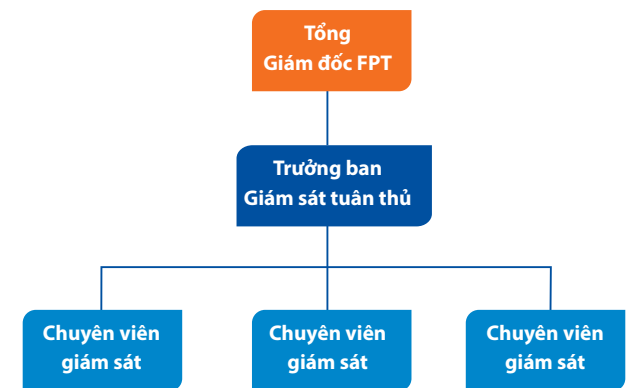 Tổng
Giám đốc FPT
Trưởng ban
Giám sát tuân thủ
Chuyên viên
giám sát
Chuyên viên
giám sát
Chuyên viên
giám sát